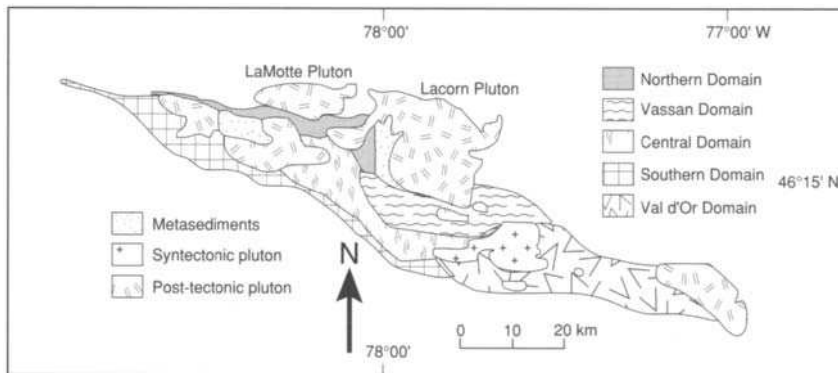 78°00'
77°00' W
LaMotte Pluton
Lacorn Pluton
Northern Domain
Vassan Domain
Central Domain
Southern Domain
46°15' N
Val d'Or Domain
Metasediments
Syntectonic pluton
Post-tectonic pluton
N
0 10 20 km
78°00'